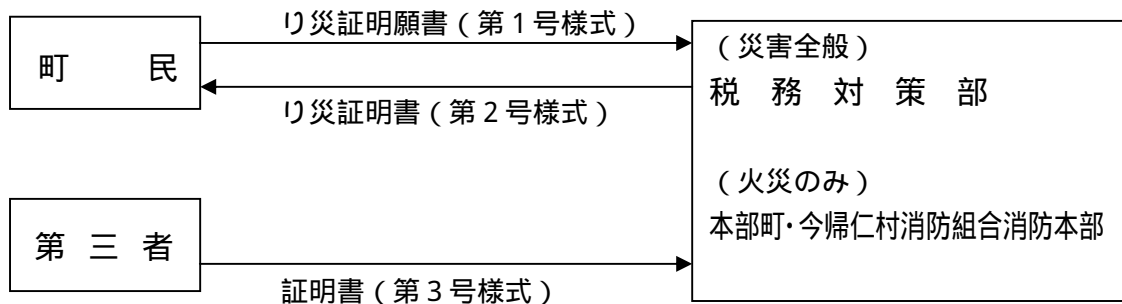 り災証明願書（第１号様式）
町　　民
り災証明書（第２号様式）
（災害全般）
税　務　対　策　部
（火災のみ）
本部町・今帰仁村消防組合消防本部
第　三　者
証明書（第３号様式）